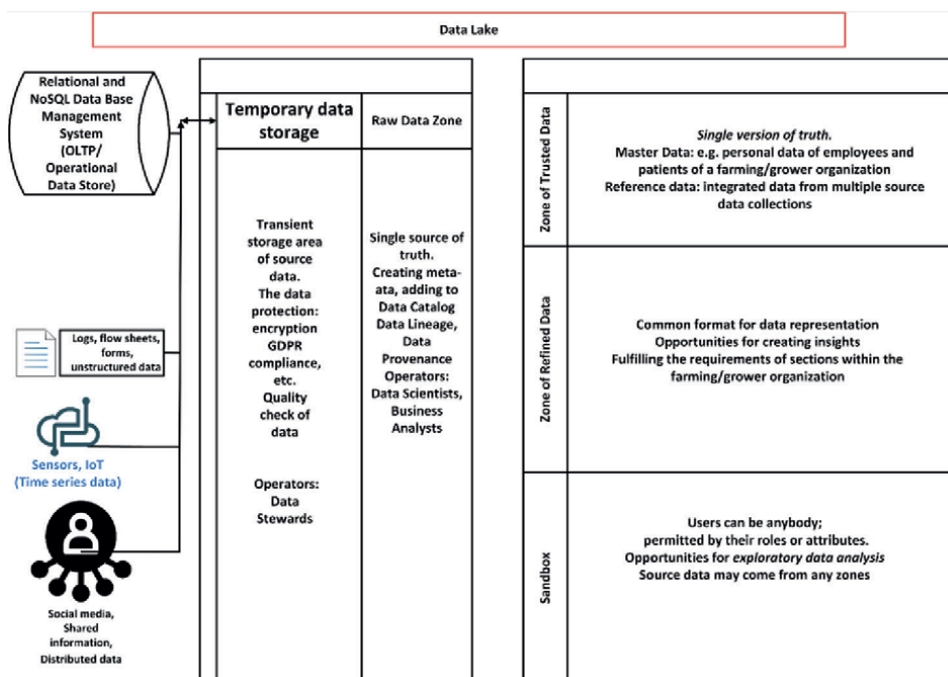 Data Lake
Relational and
NoSQL Data Base
Management
System
(OLTP/
Operational
Data Store)
Logs, flow sheets,
forms,
unstructured data
Sensors, IoT
(Time series data)
Social media,
Shared
information,
Distributed data
Temporary data
storage
Transient
storage area
of source
data.
The data
protection:
encryption
GDPR
compliance,
etc.
Quality
check of
data
Operators:
Data
Stewards
Raw Data Zone
Single source of
truth.
Creating meta-
ata, adding to
Data Catalog
Data Lineage,
Data
Provenance
Operators:
Data Scientists,
Business
Analysts
Zone of Trusted Data
Single version of truth.
Master Data: e.g. personal data of employees and
patients of a farming/grower organization
Reference data: integrated data from multiple source
data collections
Zone of Refined Data
Common format for data representation
Opportunities for creating insights
Fulfilling the requirements of sections within the
farming/grower organization
Sandbox
Users can be anybody;
permitted by their roles or attributes.
Opportunities for exploratory data analysis
Source data may come from any zones